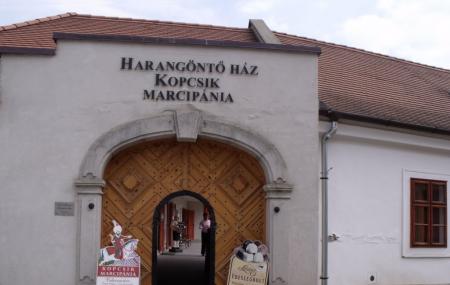 HARANGÖNTŐ HÁZ
KOPCSIK
MARCIPÁNIA
KOPCSIK
MARCIPÁNIA